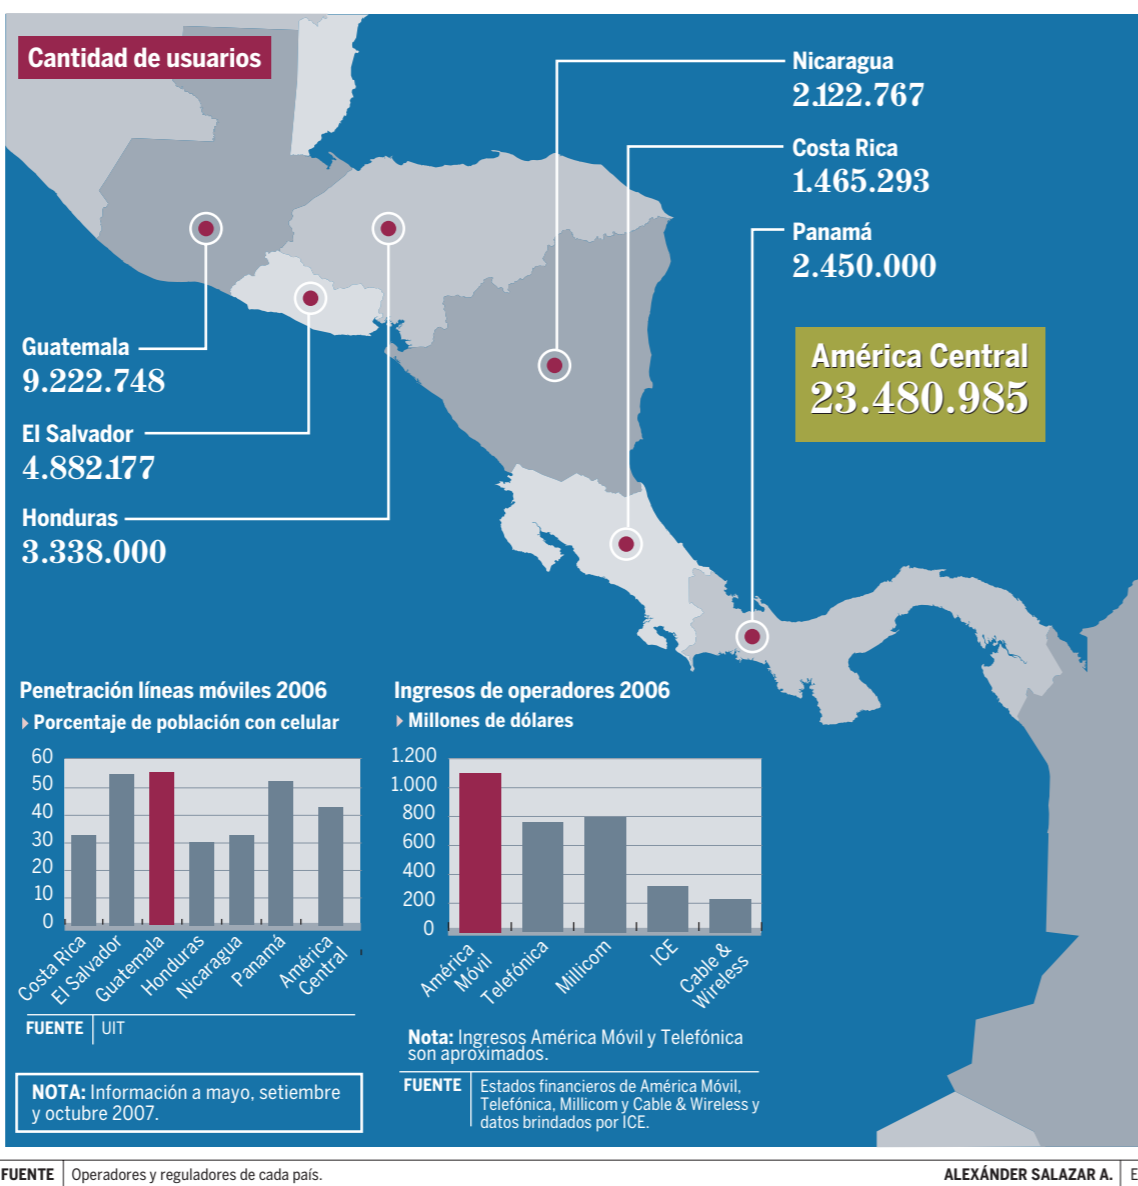 Cantidad de usuarios
Nicaragua
2.122.767
Costa Rica
1.465.293
Panamá
2.450.000
América Central
23.480.985
Guatemala
9.222.748
El Salvador
4.882.177
Honduras
3.338.000
Penetración líneas móviles 2006
Porcentaje de población con celular
60
50
40
30
20
10
0
Costa Rica
El Salvador
Guatemala
Honduras
Nicaragua
Panamá
América
Central
FUENTE UIT
NOTA: Información a mayo, setiembre
y octubre 2007.
Ingresos de operadores 2006
Millones de dólares
1.200
1.000
800
600
400
200
0
América
Móvil
Telefónica
Millicom
ICE
Cable &
Wireless
Nota: Ingresos América Móvil y Telefónica
son aproximados.
FUENTE Estados financieros de América Móvil,
Telefónica, Millicom y Cable & Wireless y
datos brindados por ICE.
FUENTE Operadores y reguladores de cada país.
ALEXÁNDER SALAZAR A. E